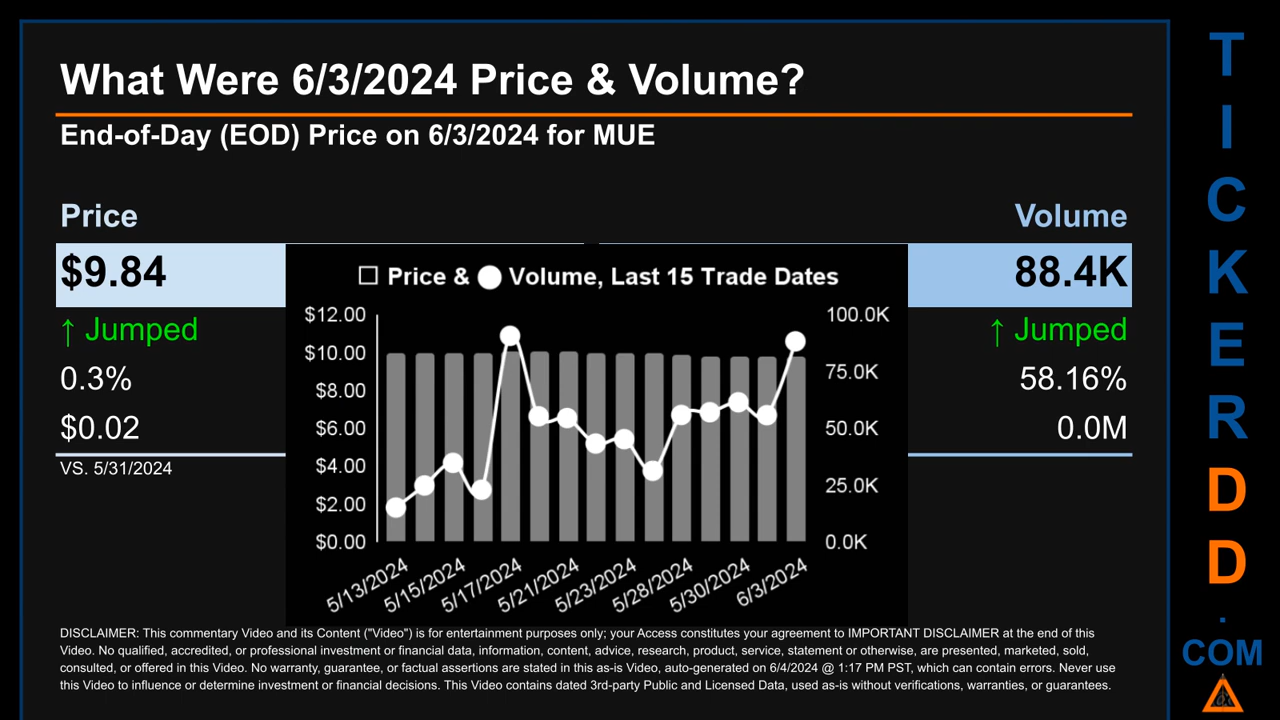 What Were 6/3/2024 Price & Volume?
End-of-Day (EOD) Price on 6/3/2024 for MUE
Price
Volume
$9.84
88.4K
↑ Jumped
↑ Jumped
0.3%
58.16%
$0.02
0.0M
VS. 5/31/2024
Price & Volume, Last 15 Trade Dates
$12.00
$10.00
$8.00
$6.00
$4.00
$2.00
$0.00
100.0K
75.0K
50.0K
25.0K
0.0K
5/13/2024
5/15/2024
5/17/2024
5/21/2024
5/23/2024
5/28/2024
5/30/2024
6/3/2024
DISCLAIMER: This commentary Video and its Content ("Video") is for entertainment purposes only; your Access constitutes your agreement to IMPORTANT DISCLAIMER at the end of this
Video. No qualified, accredited, or professional investment or financial data, information, content, advice, research, product, service, statement or otherwise, are presented, marketed, sold,
consulted, or offered in this Video. No warranty, guarantee, or factual assertions are stated in this as-is Video, auto-generated on 6/4/2024 @ 1:17 PM PST, which can contain errors. Never use
this Video to influence or determine investment or financial decisions. This Video contains dated 3rd-party Public and Licensed Data, used as-is without verifications, warranties, or guarantees.
T
I
C
K
E
R
D
D
.
COM